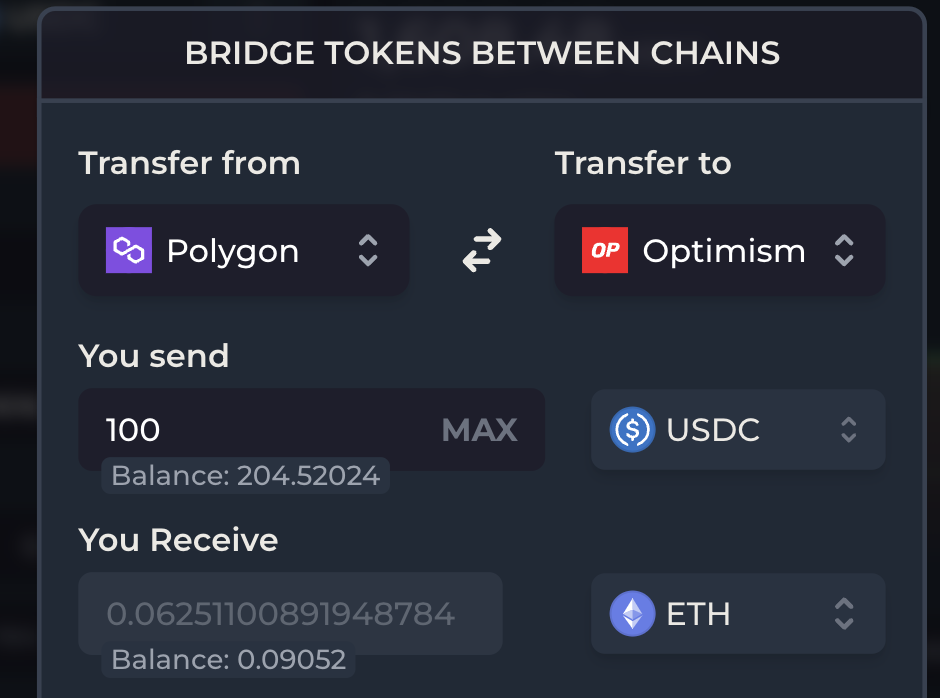 BRIDGE TOKENS BETWEEN CHAINS
Transfer from
Transfer to
Polygon
OP
Optimism
You send
100
MAX
USDC
Balance: 204.52024
You Receive
0.06251100891948784
ETH
Balance: 0.09052